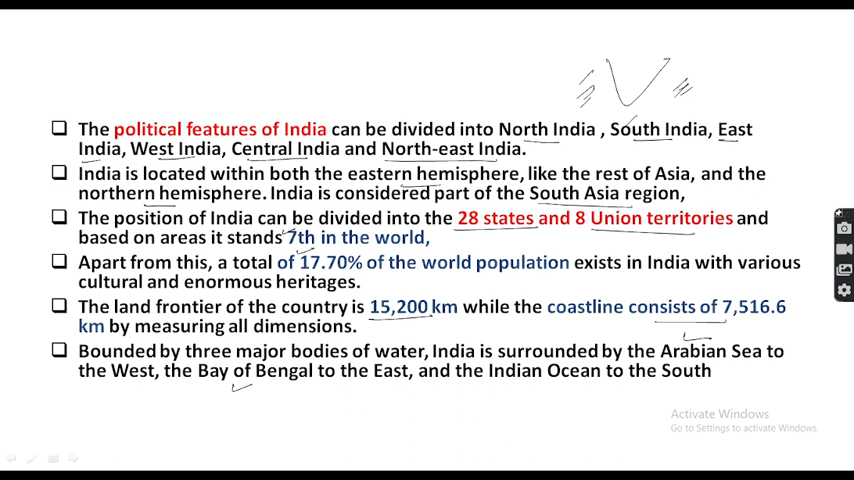 The political features of India can be divided into North India , South India, East
India, West India, Central India and North-east India.
India is located within both the eastern hemisphere, like the rest of Asia, and the
northern hemisphere. India is considered part of the South Asia region,
The position of India can be divided into the 28 states and 8 Union territories and
based on areas it stands 7th in the world,
Apart from this, a total of 17.70% of the world population exists in India with various
cultural and enormous heritages.
The land frontier of the country is 15,200 km while the coastline consists of 7,516.6
km by measuring all dimensions.
Bounded by three major bodies of water, India is surrounded by the Arabian Sea to
the West, the Bay of Bengal to the East, and the Indian Ocean to the South
Activate Windows
Go to Settings to activate Windows.